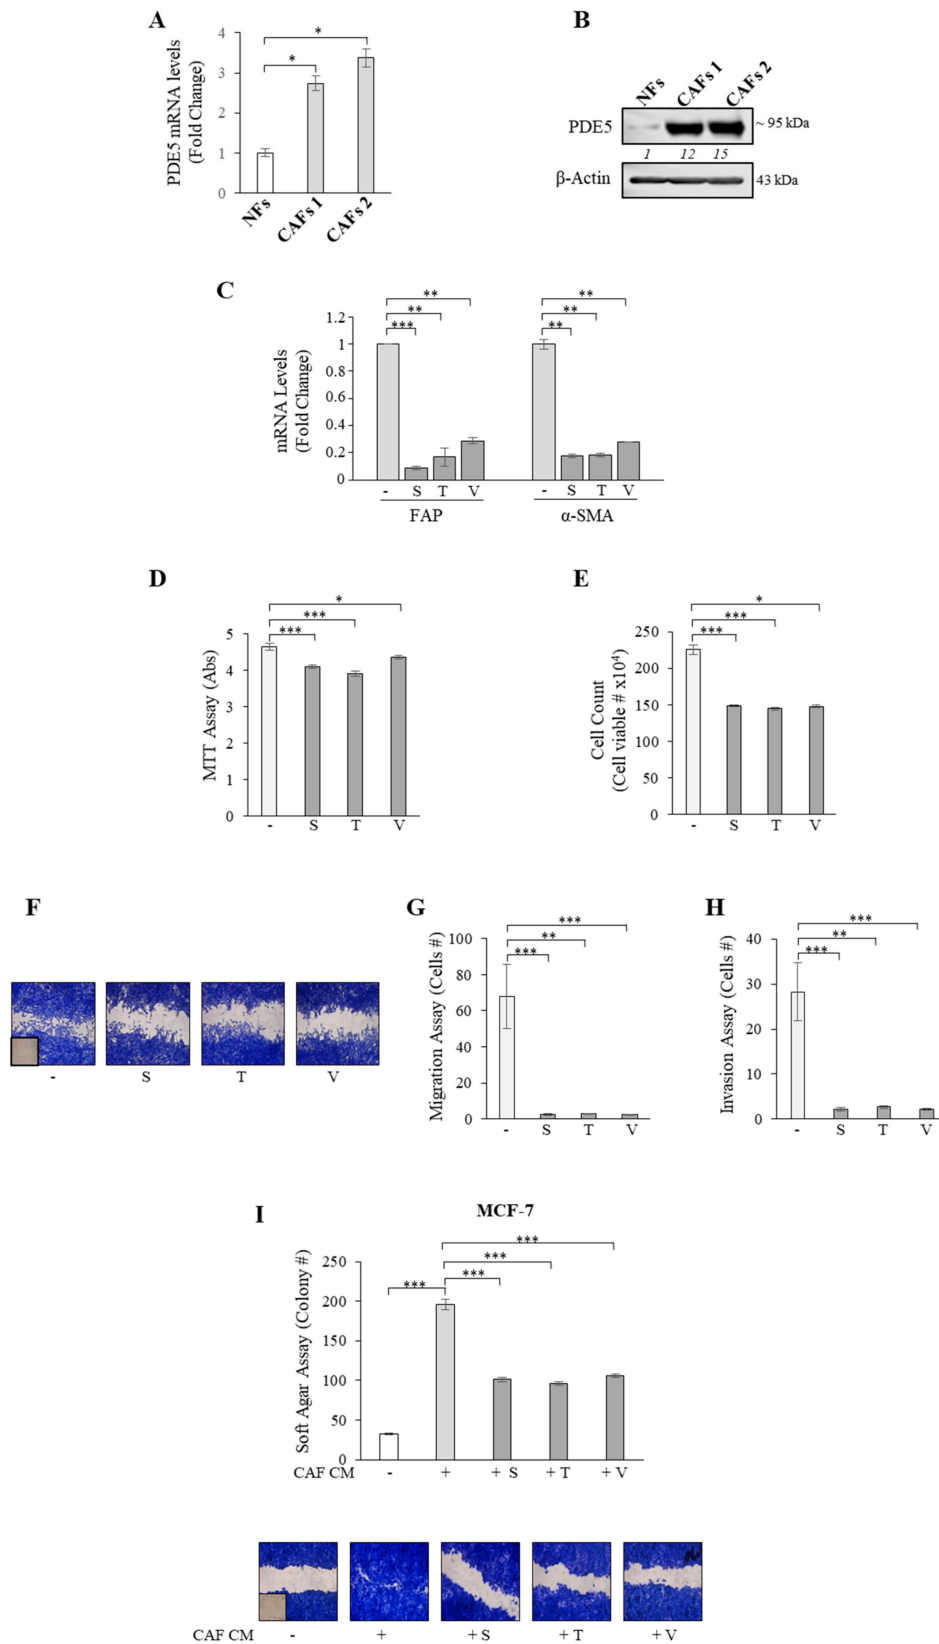 A
PDE5 mRNA levels
(Fold Change)
4
3
2
1
0
*
*
NFs
CAFs 1
CAFs 2
B
NFs
CAFs 1
CAFs 2
PDE5
~ 95 kDa
1 12 15
β-Actin
43 kDa
C
mRNA Levels
(Fold Change)
1.2
1
0.8
0.6
0.4
0.2
0
**
**
***
**
**
**
- S T V - S T V
FAP α-SMA
D
MTT Assay (Abs)
5
4
3
2
1
0
*
***
***
- S T V
E
Cell Count
(Cell viable # x10⁴)
250
200
150
100
50
0
*
***
***
- S T V
F
- S T V
G
Migration Assay (Cells #)
100
80
60
40
20
0
***
**
***
- S T V
H
Invasion Assay (Cells #)
40
30
20
10
0
***
**
***
- S T V
I
MCF-7
Soft Agar Assay (Colony #)
250
200
150
100
50
0
***
***
***
***
CAF CM - + + S + T + V
CAF CM - + + S + T + V